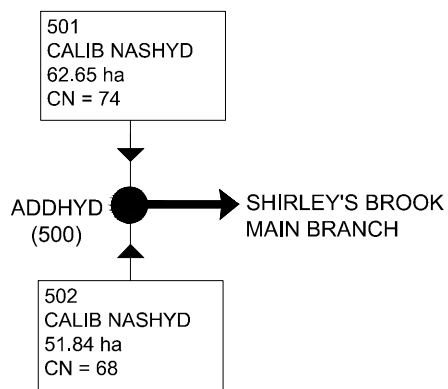 501
CALIB NASHYD
62.65 ha
CN = 74
ADDHYD
(500)
SHIRLEY'S BROOK
MAIN BRANCH
502
CALIB NASHYD
51.84 ha
CN = 68